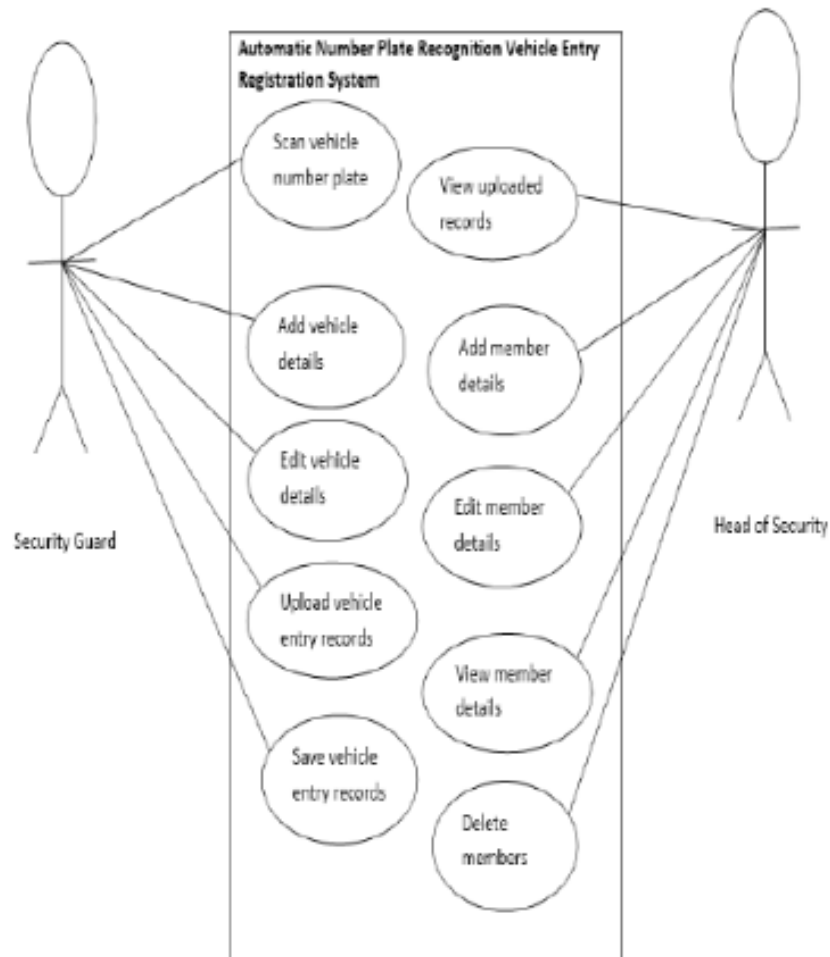 Automatic Number Plate Recognition Vehicle Entry
Registration System
Scan vehicle
number plate
View uploaded
records
Add vehicle
details
Add member
details
Edit vehicle
details
Edit member
details
Security Guard
Head of Security
Upload vehicle
entry records
View member
details
Save vehicle
entry records
Delete
members